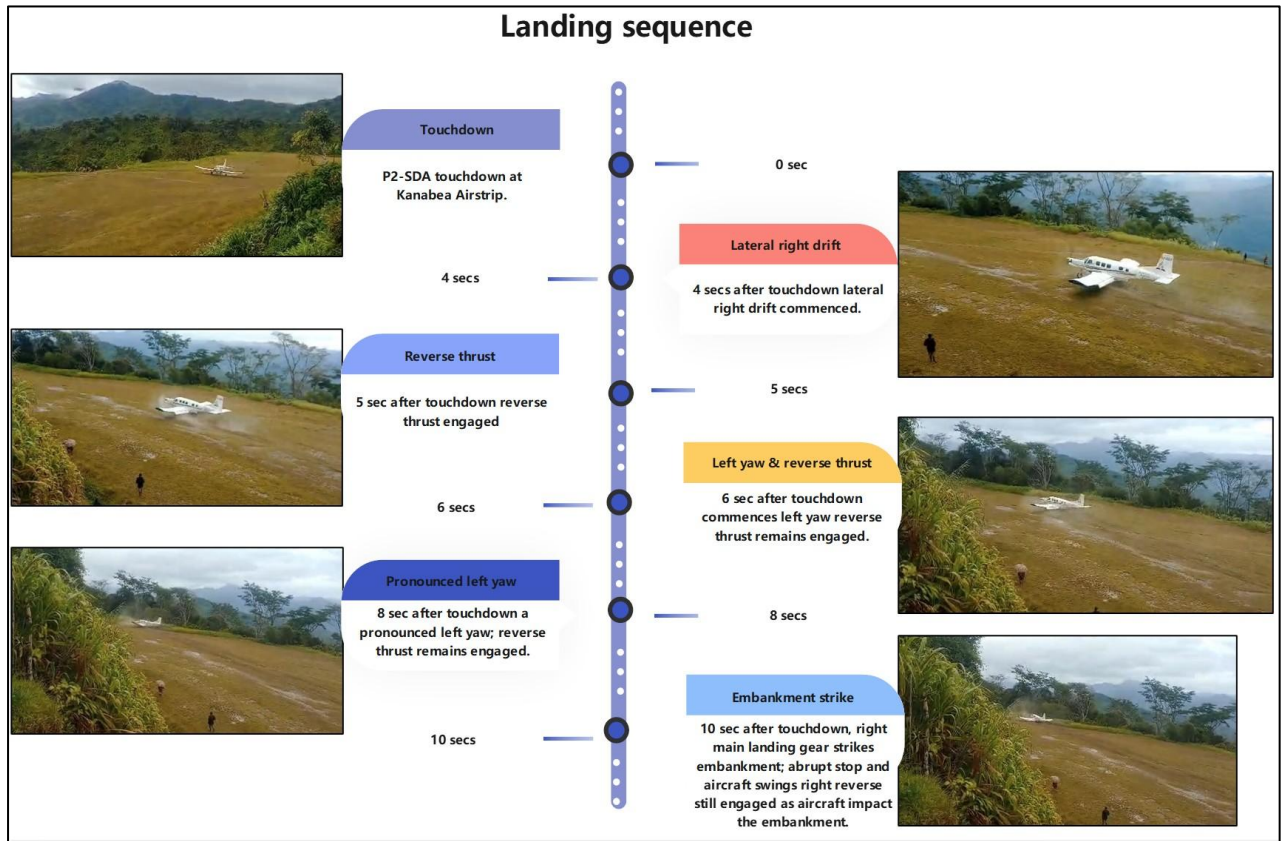 Landing sequence
Touchdown
P2-SDA touchdown at
Kanabea Airstrip.
0 sec
Lateral right drift
4 secs after touchdown lateral
right drift commenced.
4 secs
Reverse thrust
5 sec after touchdown reverse
thrust engaged
5 secs
Left yaw & reverse thrust
6 sec after touchdown
commences left yaw reverse
thrust remains engaged.
6 secs
Pronounced left yaw
8 sec after touchdown a
pronounced left yaw; reverse
thrust remains engaged.
8 secs
Embankment strike
10 sec after touchdown, right
main landing gear strikes
embankment; abrupt stop and
aircraft swings right reverse
still engaged as aircraft impact
the embankment.
10 secs